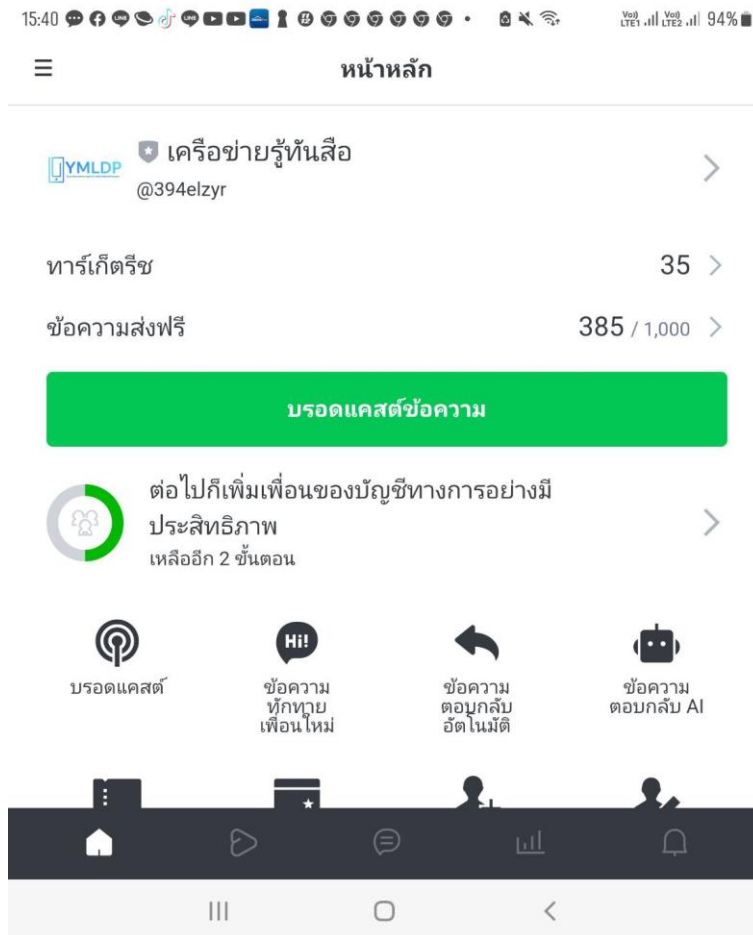 15:40 94%
VoD LTE1 VoD LTE2
หน้าหลัก
YMLDP เครือข่ายรู้ทันสื่อ
@394elzyr
ทาร์เก็ตรีช 35
ข้อความส่งฟรี 385 / 1,000
บรอดแคสต์ข้อความ
ต่อไปก็เพิ่มเพื่อนของบัญชีทางการอย่างมี
ประสิทธิภาพ
เหลืออีก 2 ขั้นตอน
Hi!
บรอดแคสต์
ข้อความ
ทักทาย
เพื่อนใหม่
ข้อความ
ตอบกลับ
อัตโนมัติ
ข้อความ
ตอบกลับ AI